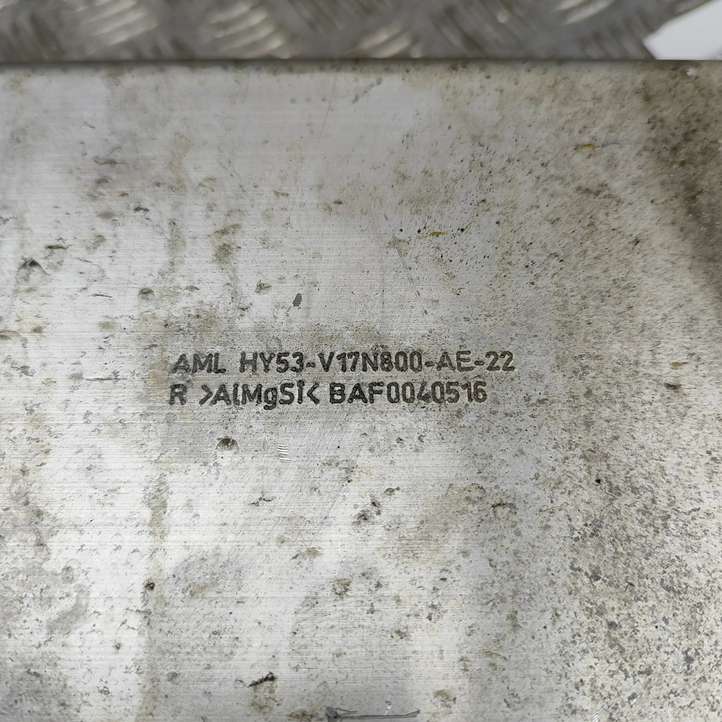 AML HY53-V17N800-AE-22
R >AlMgSi< BAF0040516